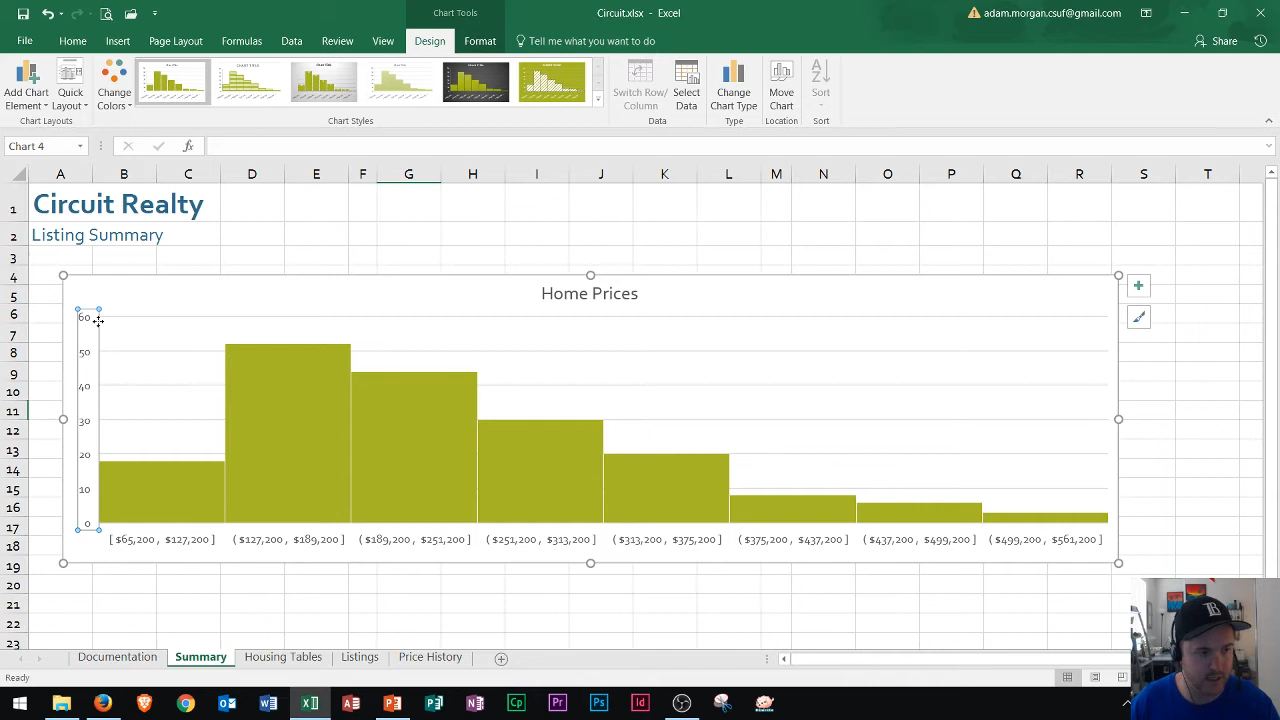 Chart Tools
Circuit.xlsx - Excel
adam.morgan.csuf@gmail.com
File Home Insert Page Layout Formulas Data Review View Design Format Tell me what you want to do Share
Add Chart Element
Quick Layout
Change Colors
Switch Row/ Column
Select Data
Change Chart Type
Move Chart
Sort
Chart Layouts
Chart Styles
Data
Type
Location
Sort
Chart 4
fx
A B C D E F G H I J K L M N O P Q R S T
1
Circuit Realty
2
Listing Summary
3
4
5
6
7
8
9
10
11
12
13
14
15
16
17
18
19
20
21
22
23
Home Prices
60
50
40
30
20
10
0
[ $65,200 , $127,200 ] ( $127,200 , $189,200 ] ( $189,200 , $251,200 ] ( $251,200 , $313,200 ] ( $313,200 , $375,200 ] ( $375,200 , $437,200 ] ( $437,200 , $499,200 ] ( $499,200 , $561,200 ]
Documentation Summary Housing Tables Listings Price History
Ready